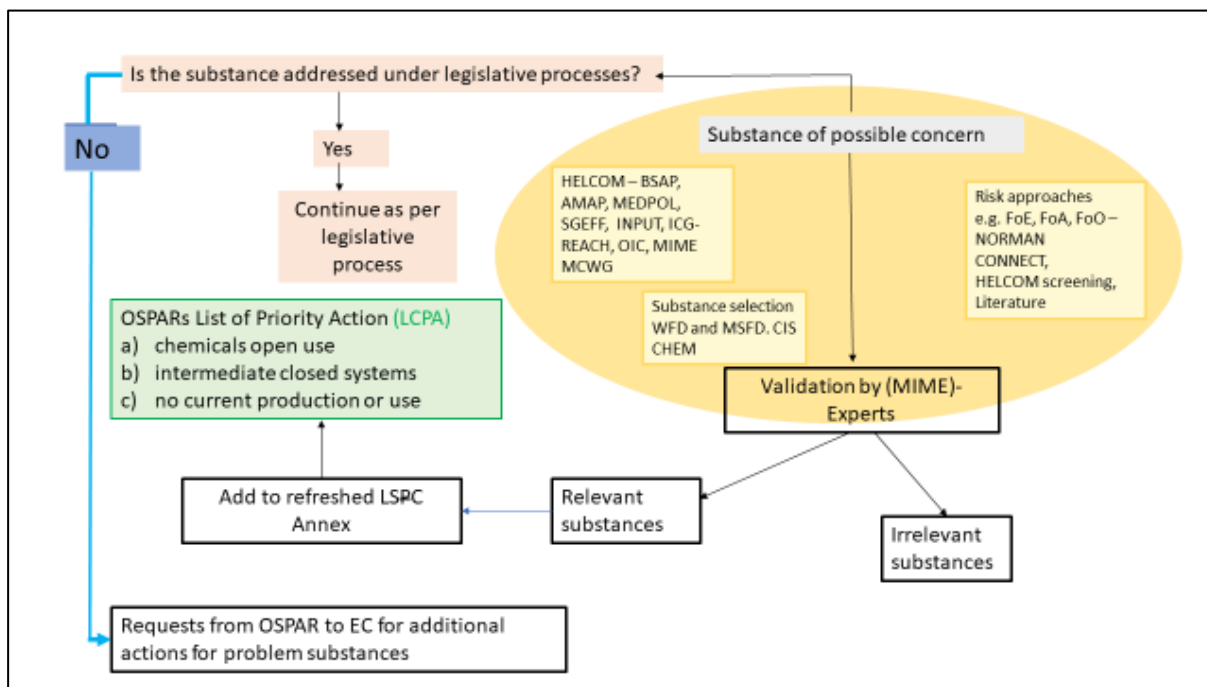 Is the substance addressed under legislative processes?
No
Yes
Continue as per
legislative
process
Substance of possible concern
HELCOM – BSAP,
AMAP, MEDPOL,
SGEFF, INPUT, ICG-
REACH, OIC, MIME
MCWG
Risk approaches
e.g. FoE, FoA, FoO –
NORMAN
CONNECT,
HELCOM screening,
Literature
Substance selection
WFD and MSFD. CIS
CHEM
Validation by (MIME)-
Experts
OSPARs List of Priority Action (LCPA)
a) chemicals open use
b) intermediate closed systems
c) no current production or use
Add to refreshed LSPC
Annex
Relevant
substances
Irrelevant
substances
Requests from OSPAR to EC for additional
actions for problem substances